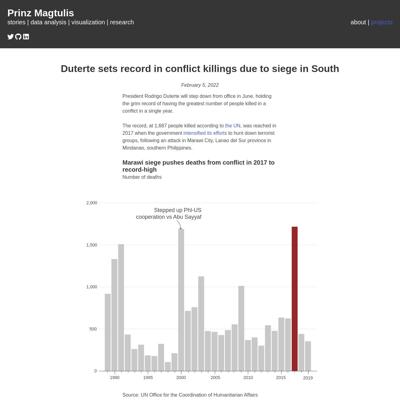 Prinz Magtulis
stories | data analysis | visualization | research
about | projects
Duterte sets record in conflict killings due to siege in South
February 5, 2022
President Rodrigo Duterte will step down from office in June, holding
the grim record of having the greatest number of people killed in a
conflict in a single year.
The record, at 1,687 people killed according to the UN, was reached in
2017 when the government intensified its efforts to hunt down terrorist
groups, following an attack in Marawi City, Lanao del Sur province in
Mindanao, southern Philippines.
Marawi siege pushes deaths from conflict in 2017 to
record-high
Number of deaths
2,000
Stepped up Phl-US
cooperation vs Abu Sayyaf
1,500
1,000
500
0
1990 1995 2000 2005 2010 2015 2019
Source: UN Office for the Coordination of Humanitarian Affairs